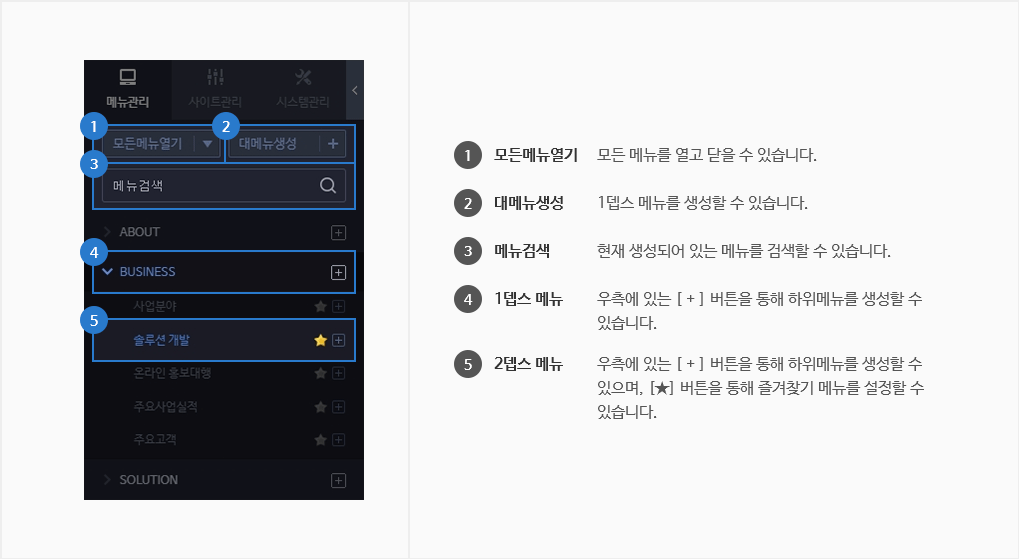 메뉴관리 사이트관리 시스템관리
1 2
모든메뉴열기 대메뉴생성 +
3
메뉴검색
ABOUT
4
BUSINESS
사업분야
5
솔루션 개발
온라인 홍보대행
주요사업실적
주요고객
SOLUTION
1 모든메뉴열기 모든 메뉴를 열고 닫을 수 있습니다.
2 대메뉴생성 1뎁스 메뉴를 생성할 수 있습니다.
3 메뉴검색 현재 생성되어 있는 메뉴를 검색할 수 있습니다.
4 1뎁스 메뉴 우측에 있는 [ + ] 버튼을 통해 하위메뉴를 생성할 수
있습니다.
5 2뎁스 메뉴 우측에 있는 [ + ] 버튼을 통해 하위메뉴를 생성할 수
있으며, [★] 버튼을 통해 즐겨찾기 메뉴를 설정할 수
있습니다.